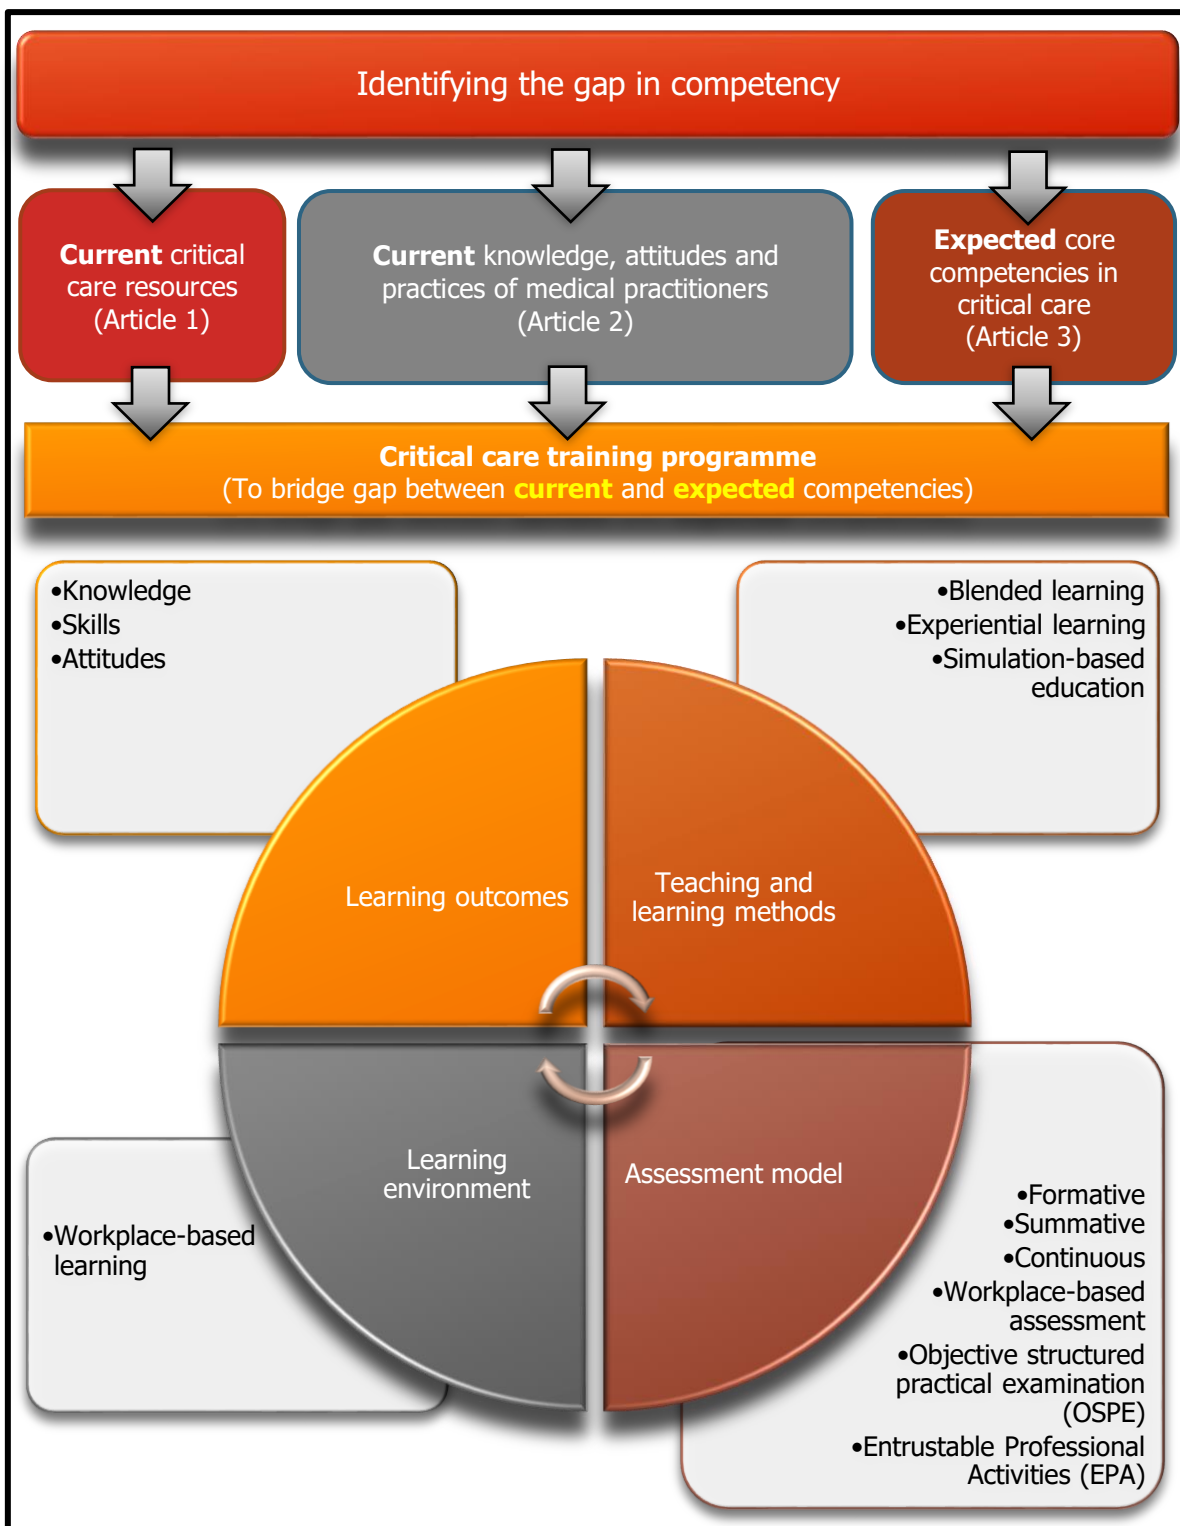 Identifying the gap in competency
Current critical
care resources
(Article 1)
Current knowledge, attitudes and
practices of medical practitioners
(Article 2)
Expected core
competencies in
critical care
(Article 3)
Critical care training programme
(To bridge gap between current and expected competencies)
•Knowledge
•Skills
•Attitudes
•Blended learning
•Experiential learning
•Simulation-based
education
Learning outcomes
Teaching and
learning methods
Learning
environment
Assessment model
•Workplace-based
learning
•Formative
•Summative
•Continuous
•Workplace-based
assessment
•Objective structured
practical examination
(OSPE)
•Entrustable Professional
Activities (EPA)